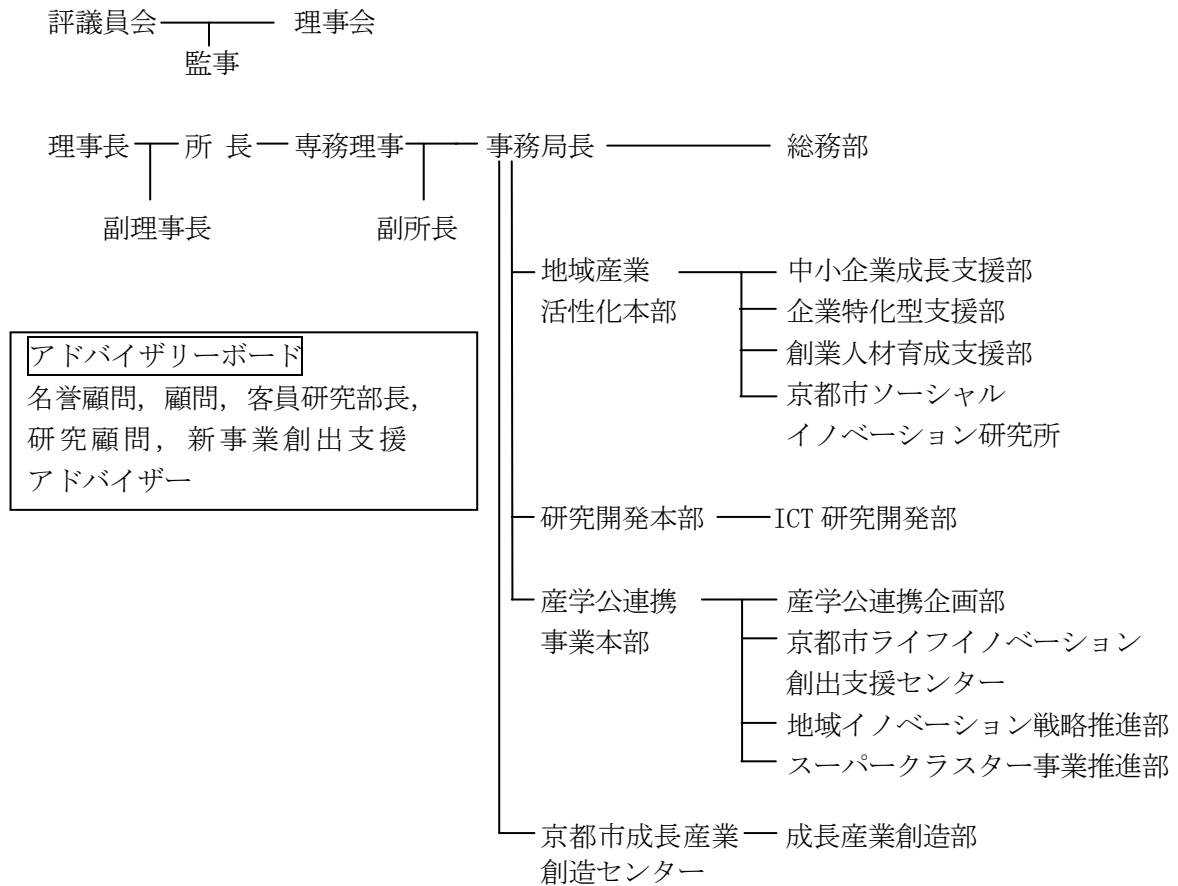 評議員会 理事会
監事
理事長 所 長 専務理事 事務局長 総務部
副理事長 副所長
地域産業 中小企業成長支援部
活性化本部 企業特化型支援部
創業人材育成支援部
京都市ソーシャル
イノベーション研究所
アドバイザリーボード
名誉顧問, 顧問, 客員研究部長,
研究顧問, 新事業創出支援
アドバイザー
研究開発本部 ICT 研究開発部
産学公連携 産学公連携企画部
事業本部 京都市ライフイノベーション
創出支援センター
地域イノベーション戦略推進部
スーパークラスター事業推進部
京都市成長産業 成長産業創造部
創造センター